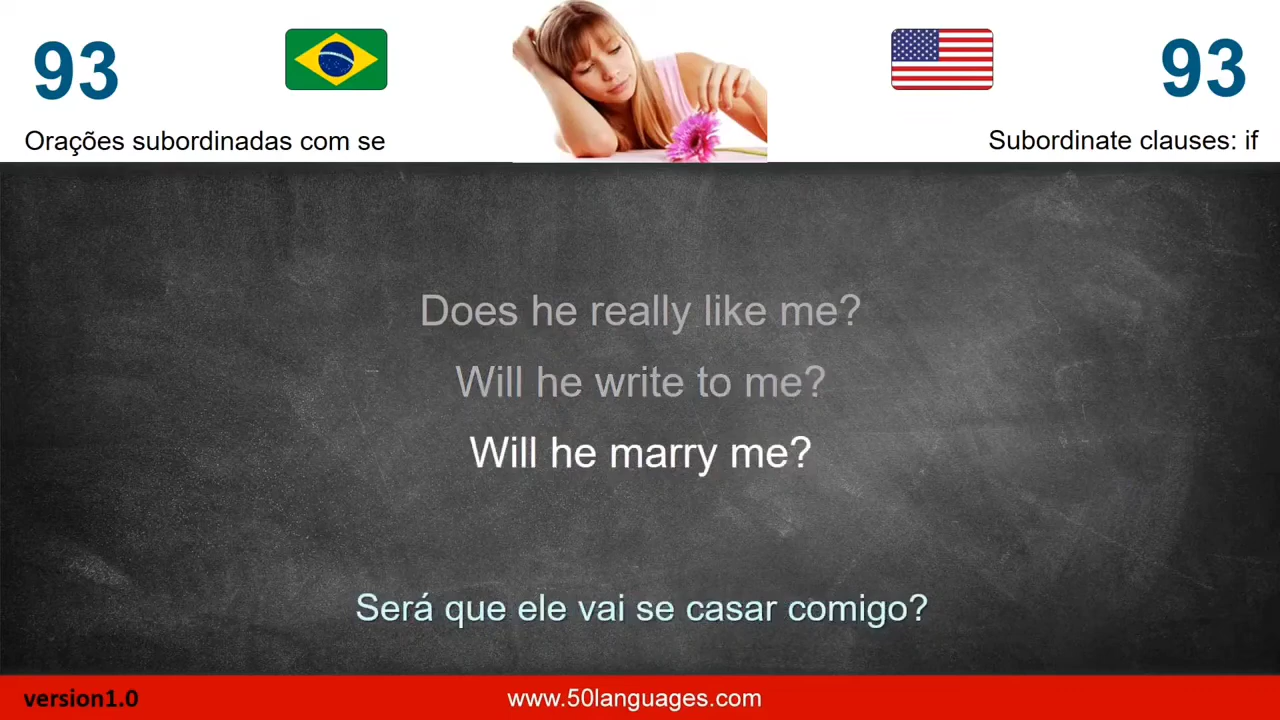 93
93
Orações subordinadas com se
Subordinate clauses: if
Does he really like me?
Will he write to me?
Will he marry me?
Será que ele vai se casar comigo?
version1.0
www.50languages.com